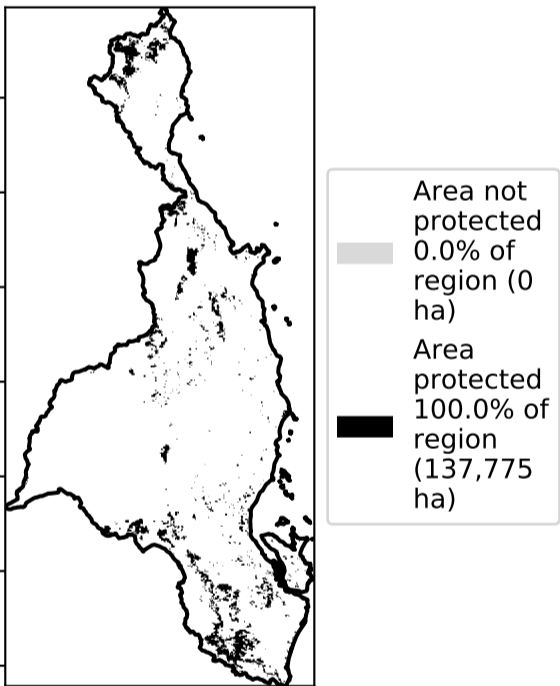 Area not
protected
0.0% of
region (0
ha)
Area
protected
100.0% of
region
(137,775
ha)